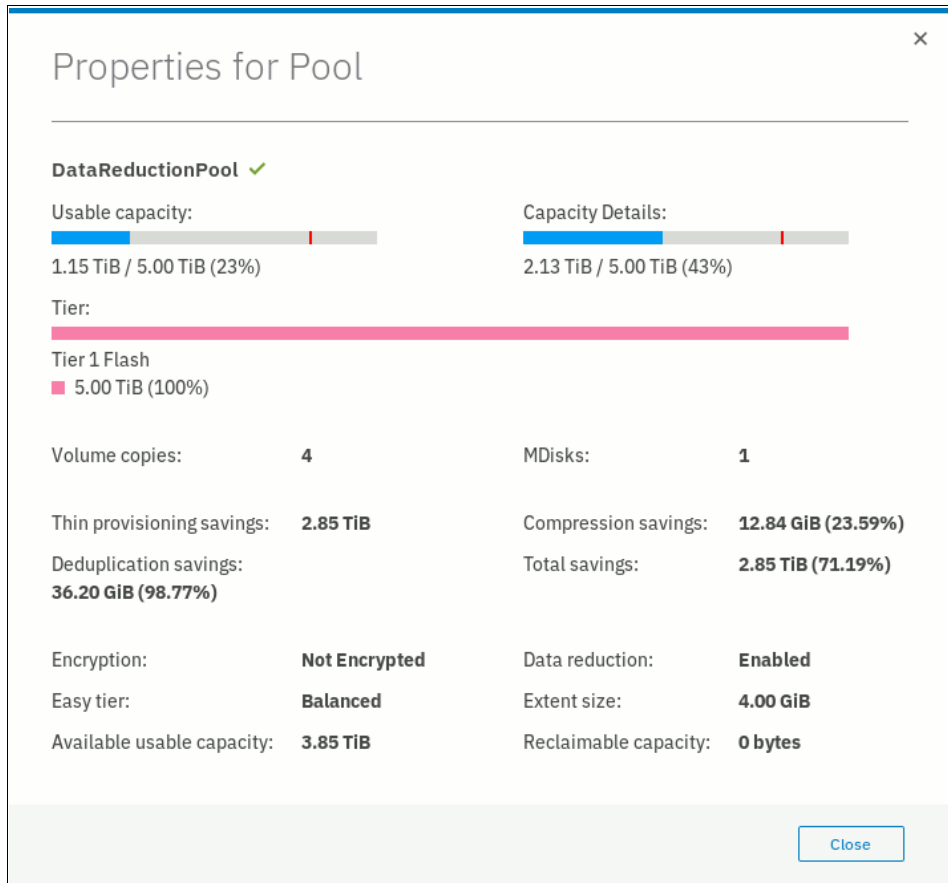 Properties for Pool
DataReductionPool
Usable capacity:
1.15 TiB / 5.00 TiB (23%)
Capacity Details:
2.13 TiB / 5.00 TiB (43%)
Tier:
Tier 1 Flash
5.00 TiB (100%)
Volume copies: 4
MDisks: 1
Thin provisioning savings: 2.85 TiB
Compression savings: 12.84 GiB (23.59%)
Deduplication savings:
36.20 GiB (98.77%)
Total savings: 2.85 TiB (71.19%)
Encryption: Not Encrypted
Data reduction: Enabled
Easy tier: Balanced
Extent size: 4.00 GiB
Available usable capacity: 3.85 TiB
Reclaimable capacity: 0 bytes
Close